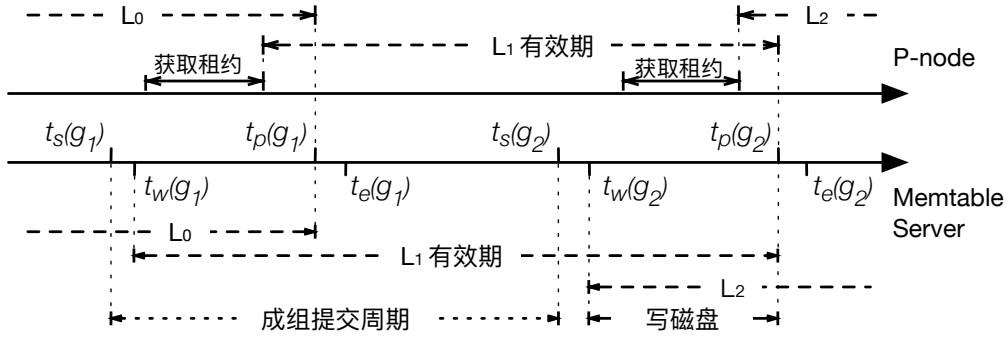 L₀ L₂
L₁ 有效期
获取租约 获取租约 P-node
tₛ(g₁) tₚ(g₁) tₛ(g₂) tₚ(g₂)
t_w(g₁) tₑ(g₁) t_w(g₂) tₑ(g₂) Memtable
Server
L₀
L₁ 有效期
L₂
成组提交周期 写磁盘